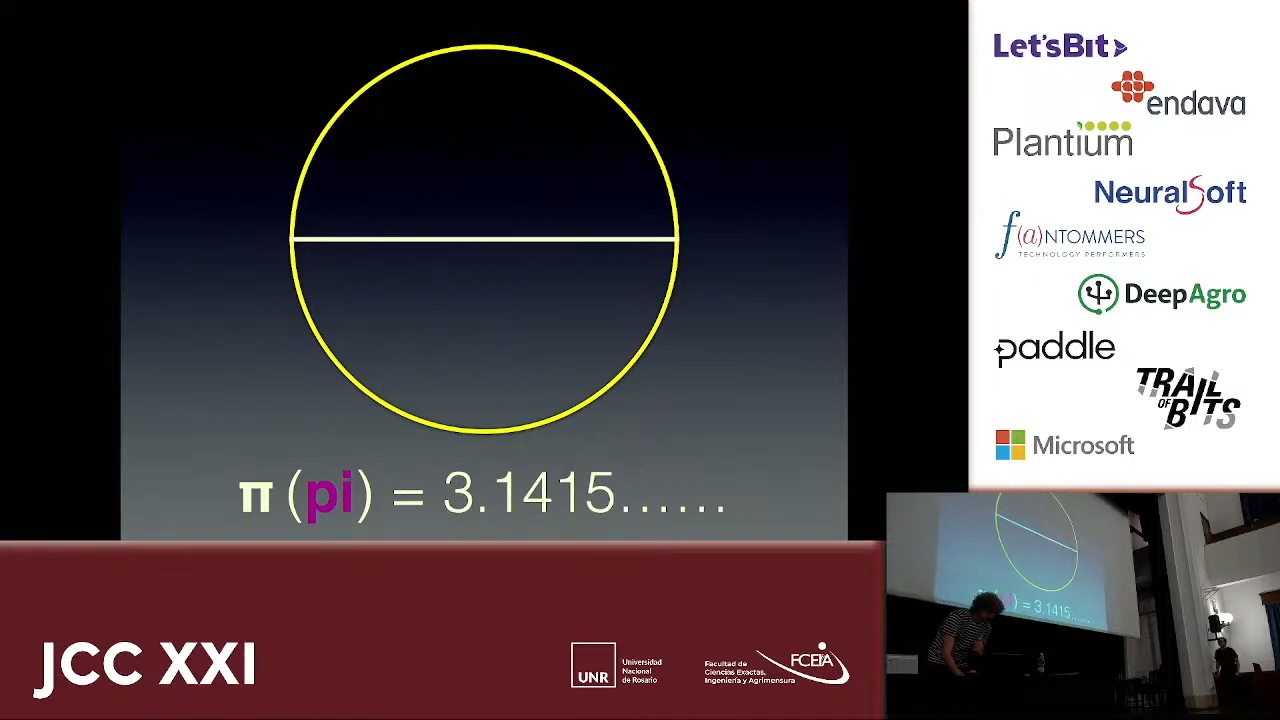 π (pi) = 3.1415......
Let'sBit
endava
Plantium
NeuralSoft
f(a)NTOMMERS
TECHNOLOGY PERFORMERS
DeepAgro
paddle
TRAIL
OF
BITS
Microsoft
) = 3.1415......
JCC XXI
UNR
Universidad
Nacional
de Rosario
Facultad de
Ciencias Exactas,
Ingeniería y Agrimensura
FCEIA